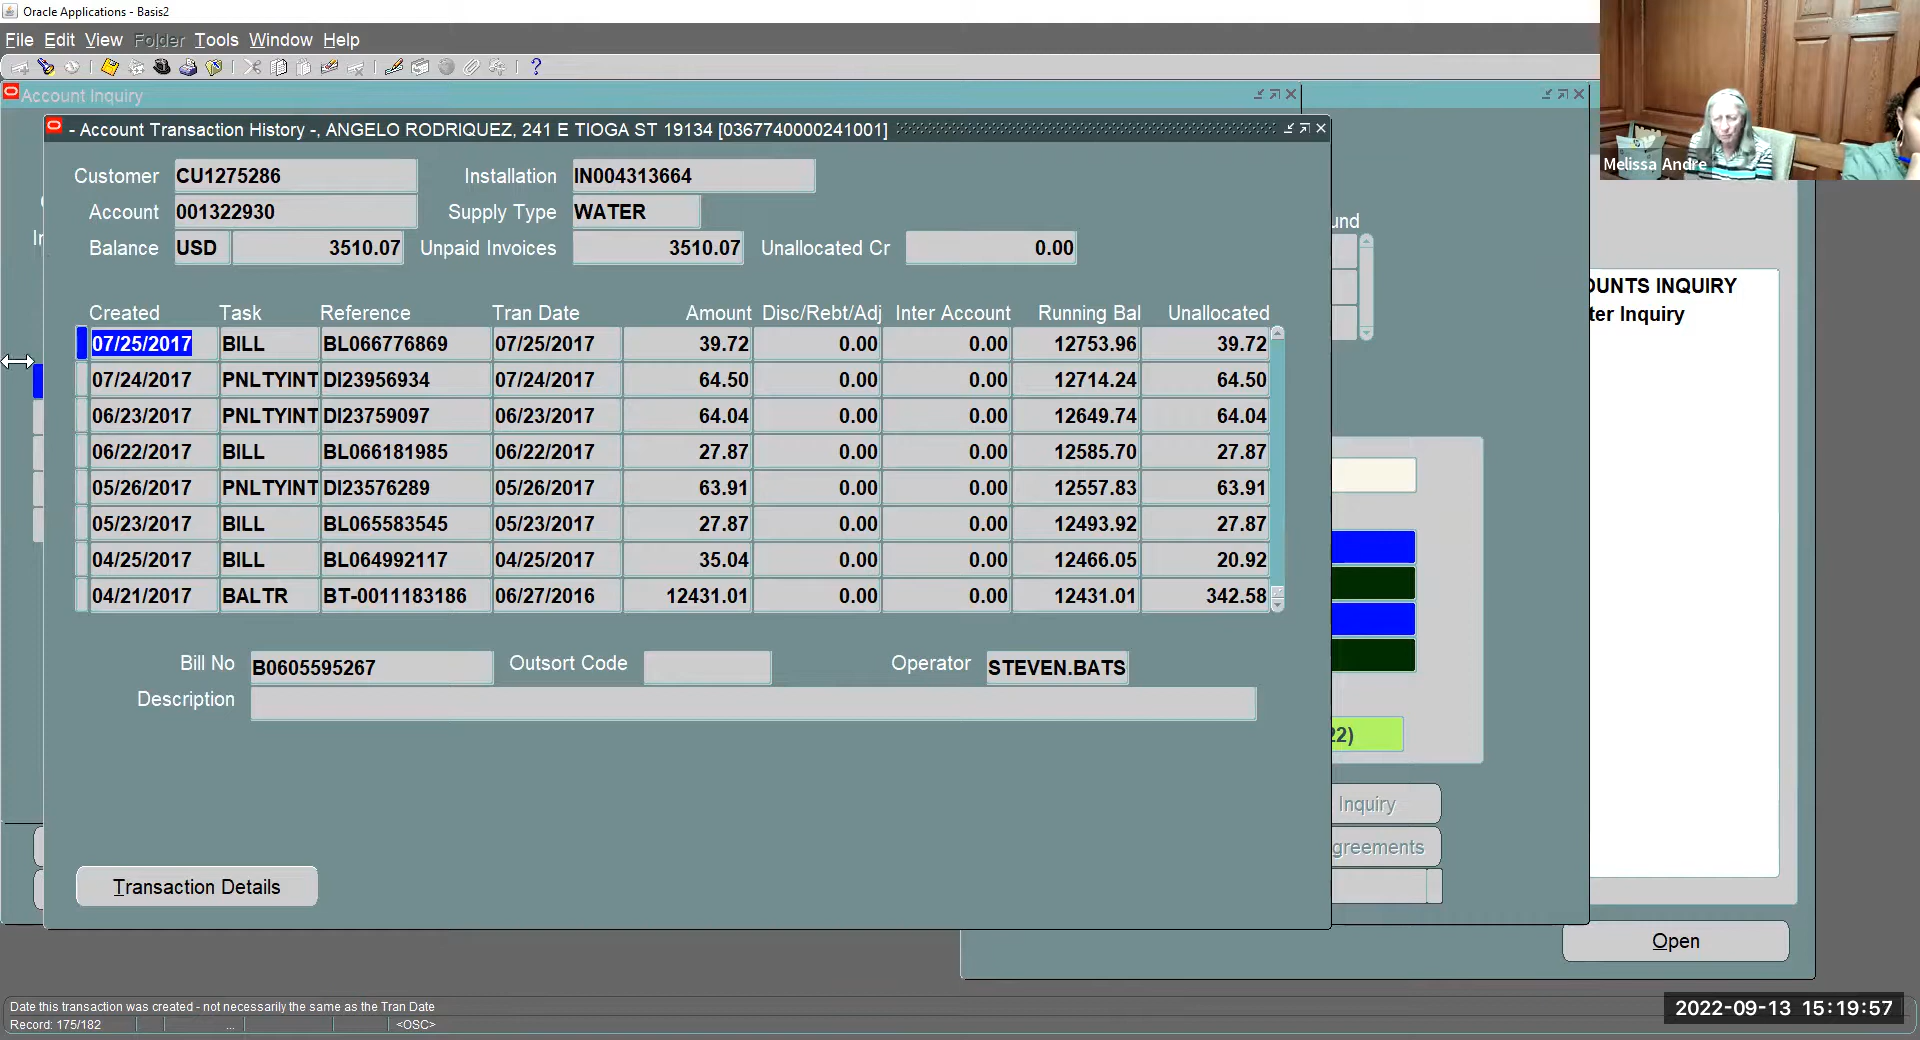 Oracle Applications - Basis2
File Edit View Folder Tools Window Help
Account Inquiry
- Account Transaction History -, ANGELO RODRIQUEZ, 241 E TIOGA ST 19134 [0367740000241001]
Melissa Andre
Customer CU1275286 Installation IN004313664
Account 001322930 Supply Type WATER
Balance USD 3510.07 Unpaid Invoices 3510.07 Unallocated Cr 0.00
und
OUNTS INQUIRY
ter Inquiry
Created Task Reference Tran Date Amount Disc/Rebt/Adj Inter Account Running Bal Unallocated
07/25/2017 BILL BL066776869 07/25/2017 39.72 0.00 0.00 12753.96 39.72
07/24/2017 PNLTYINT DI23956934 07/24/2017 64.50 0.00 0.00 12714.24 64.50
06/23/2017 PNLTYINT DI23759097 06/23/2017 64.04 0.00 0.00 12649.74 64.04
06/22/2017 BILL BL066181985 06/22/2017 27.87 0.00 0.00 12585.70 27.87
05/26/2017 PNLTYINT DI23576289 05/26/2017 63.91 0.00 0.00 12557.83 63.91
05/23/2017 BILL BL065583545 05/23/2017 27.87 0.00 0.00 12493.92 27.87
04/25/2017 BILL BL064992117 04/25/2017 35.04 0.00 0.00 12466.05 20.92
04/21/2017 BALTR BT-0011183186 06/27/2016 12431.01 0.00 0.00 12431.01 342.58
Bill No B0605595267 Outsort Code Operator STEVEN.BATS
Description
22)
Inquiry
greements
Transaction Details
Open
Date this transaction was created - not necessarily the same as the Tran Date
Record: 175/182 ... <OSC>
2022-09-13 15:19:57